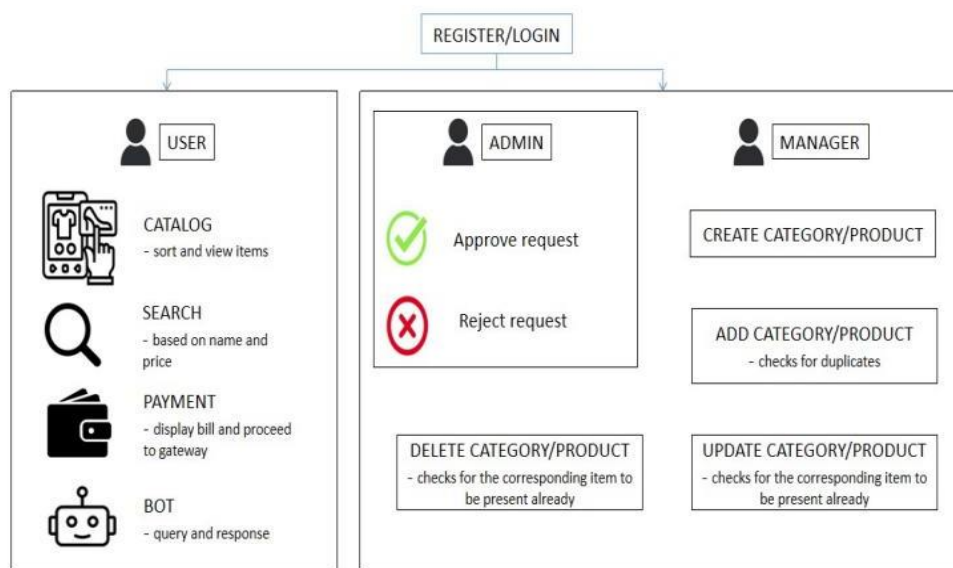 REGISTER/LOGIN
USER
CATALOG
- sort and view items
SEARCH
- based on name and
price
PAYMENT
- display bill and proceed
to gateway
BOT
- query and response
ADMIN
Approve request
Reject request
MANAGER
CREATE CATEGORY/PRODUCT
ADD CATEGORY/PRODUCT
- checks for duplicates
DELETE CATEGORY/PRODUCT
- checks for the corresponding item to
be present already
UPDATE CATEGORY/PRODUCT
- checks for the corresponding item to
be present already